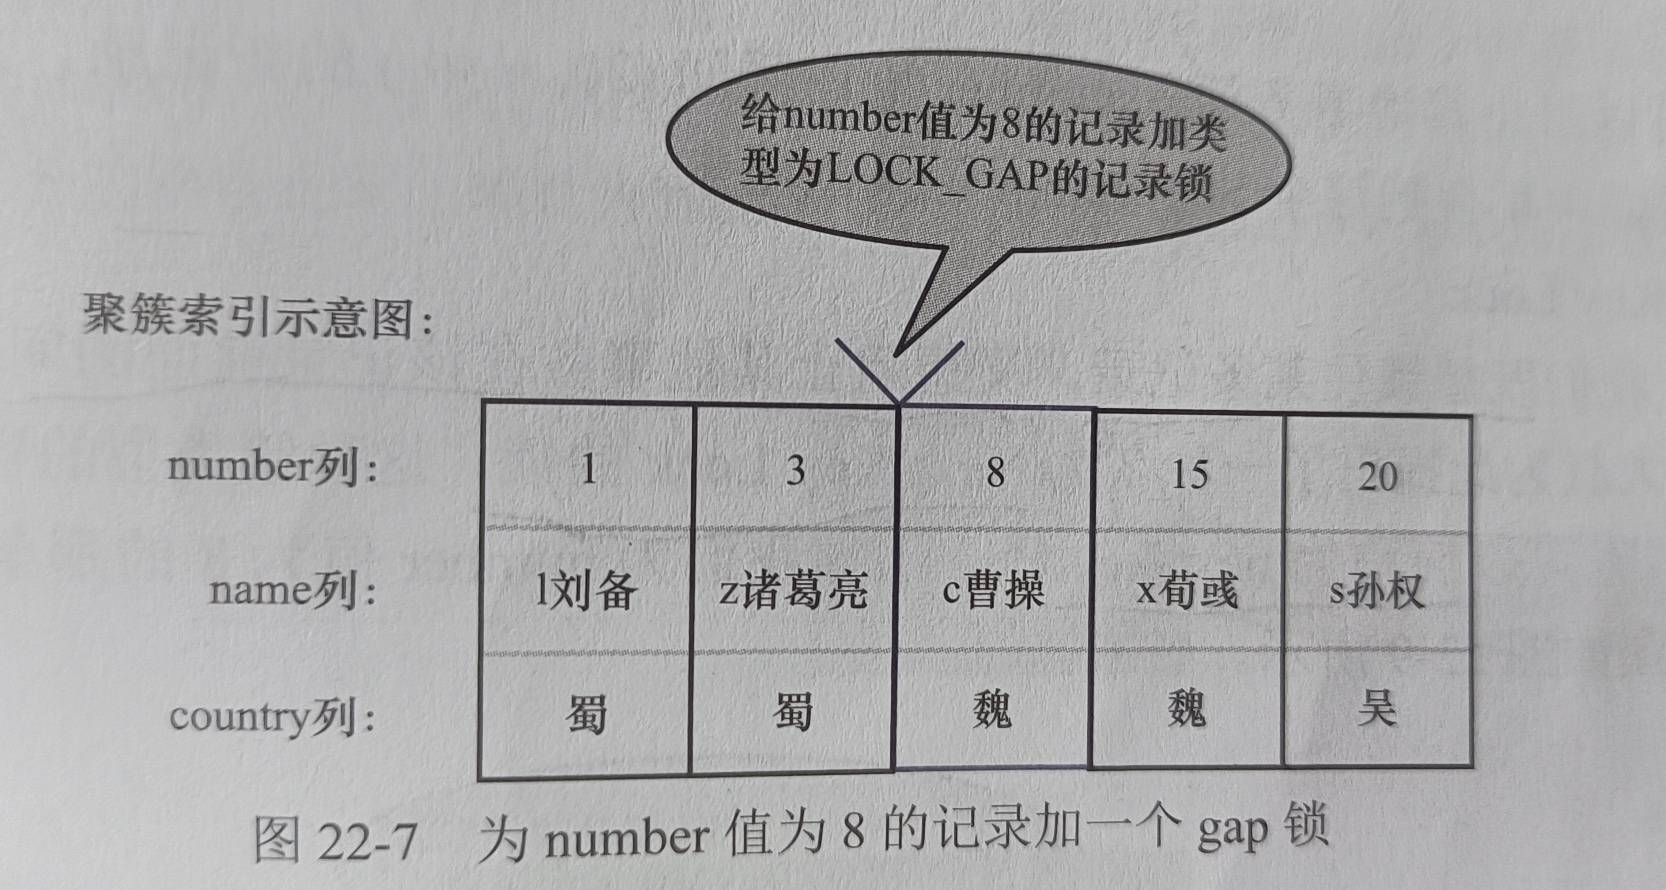 给number值为8的记录加类
型为LOCK_GAP的记录锁
聚簇索引示意图：
number列： 1 3 8 15 20
name列： l刘备 z诸葛亮 c曹操 x荀彧 s孙权
country列： 蜀 蜀 魏 魏 吴
图 22-7 为 number 值为 8 的记录加一个 gap 锁